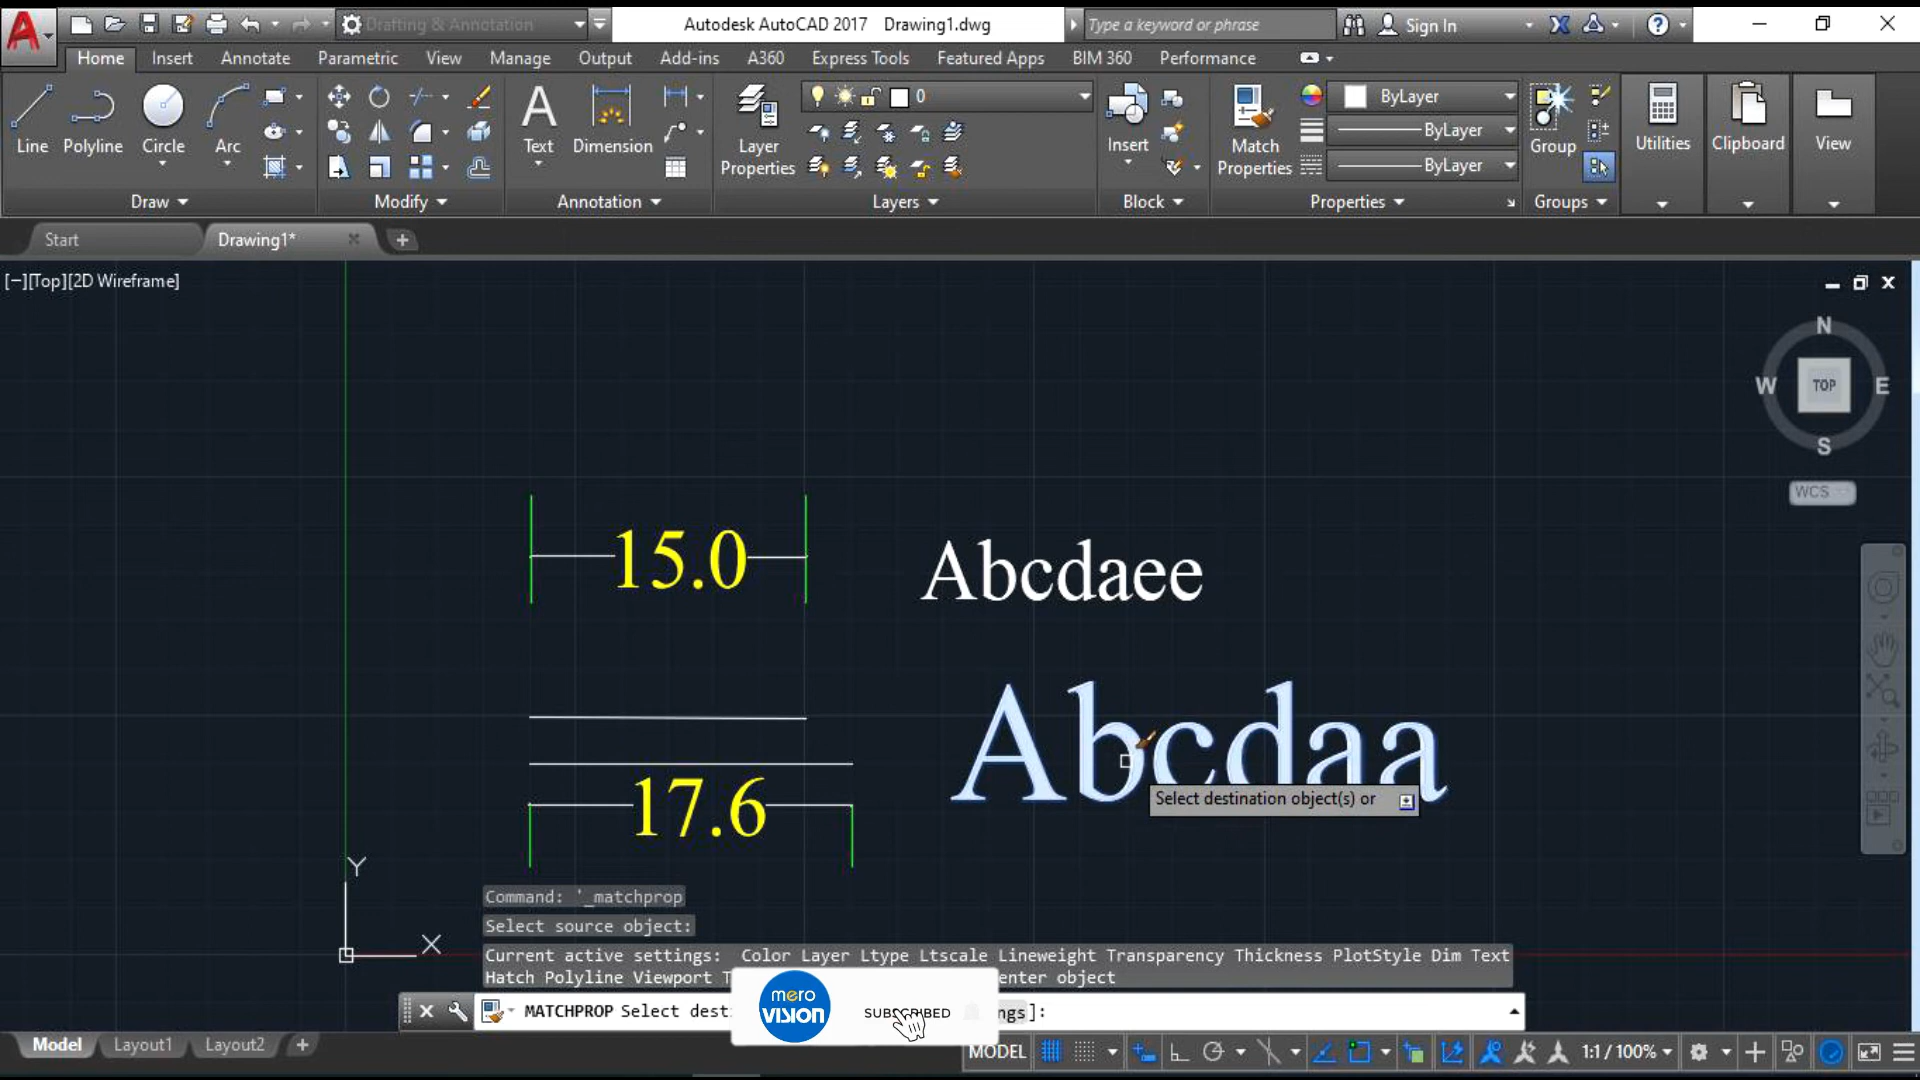 Drafting & Annotation
Autodesk AutoCAD 2017 Drawing1.dwg
Type a keyword or phrase
Sign In
Home Insert Annotate Parametric View Manage Output Add-ins A360 Express Tools Featured Apps BIM 360 Performance
Line Polyline Circle Arc
Text Dimension
Layer Properties
0
Insert
Match Properties
ByLayer
ByLayer
ByLayer
Group
Utilities
Clipboard
View
Draw Modify Annotation Layers Block Properties Groups
Start Drawing1*
[−][Top][2D Wireframe]
N
W TOP E
S
WCS
15.0 Abcdaee
Abcdaa
17.6
Select destination object(s) or
Y
X
Command: '_matchprop
Select source object:
Current active settings: Color Layer Ltype Ltscale Lineweight Transparency Thickness PlotStyle Dim Text
Hatch Polyline Viewport T enter object
MATCHPROP Select dest ngs]:
mero
VISION
SUBSCRIBED
Model Layout1 Layout2
MODEL 1:1 / 100%